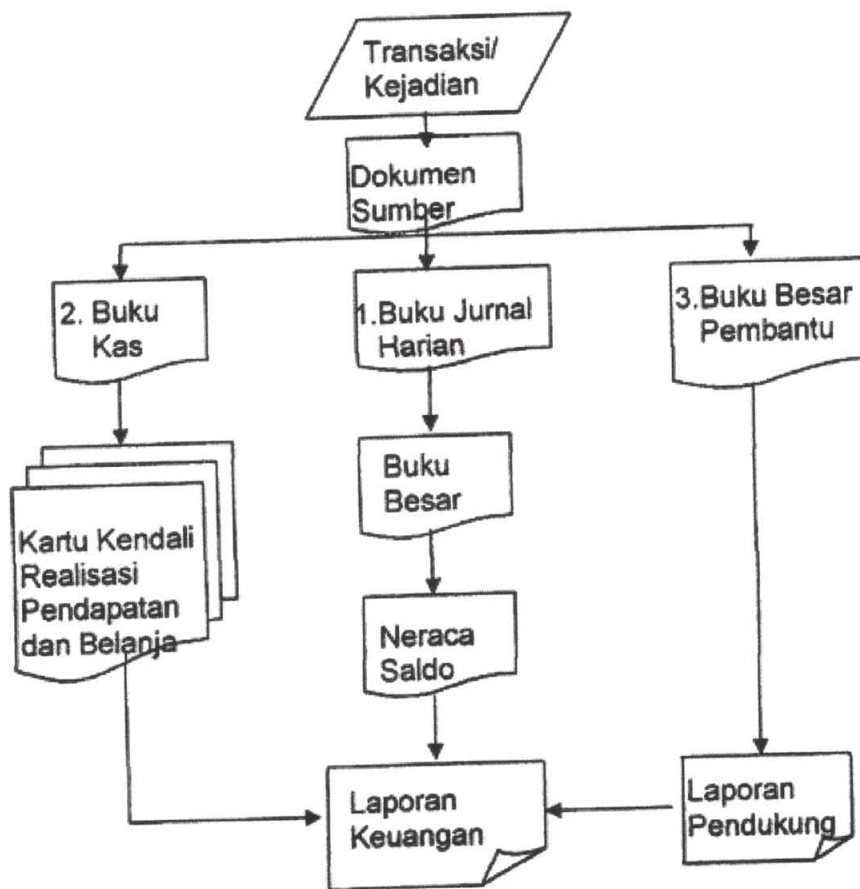 Transaksi/
Kejadian
Dokumen
Sumber
2. Buku
Kas
1.Buku Jurnal
Harian
3.Buku Besar
Pembantu
Kartu Kendali
Realisasi
Pendapatan
dan Belanja
Buku
Besar
Neraca
Saldo
Laporan
Keuangan
Laporan
Pendukung